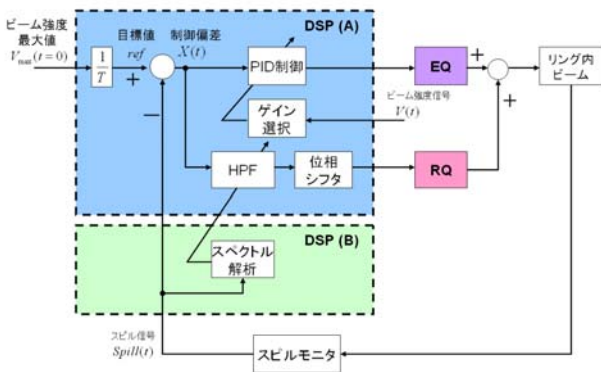 ビーム強度
最大値
V_max(t=0)
1
T
目標値
ref
制御偏差
X(t)
+
−
DSP (A)
PID制御
ゲイン
選択
HPF
位相
シフタ
EQ
ビーム強度信号
V(t)
RQ
+
+
リング内
ビーム
DSP (B)
スペクトル
解析
スピル信号
Spill(t)
スピルモニタ